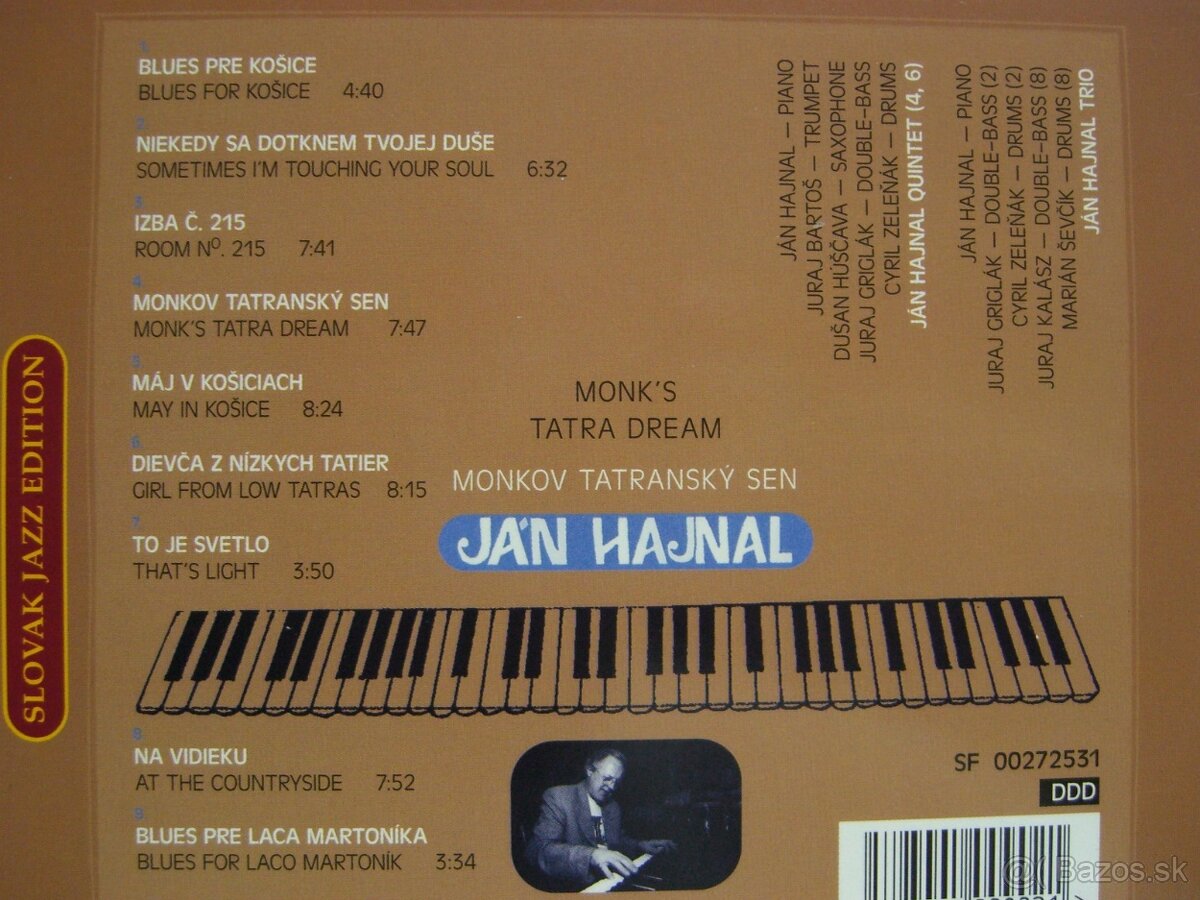 1.
BLUES PRE KOŠICE
BLUES FOR KOŠICE 4:40
2.
NIEKEDY SA DOTKNEM TVOJEJ DUŠE
SOMETIMES I'M TOUCHING YOUR SOUL 6:32
3.
IZBA Č. 215
ROOM Nº. 215 7:41
4.
MONKOV TATRANSKÝ SEN
MONK'S TATRA DREAM 7:47
5.
MÁJ V KOŠICIACH
MAY IN KOŠICE 8:24
6.
DIEVČA Z NÍZKYCH TATIER
GIRL FROM LOW TATRAS 8:15
7.
TO JE SVETLO
THAT'S LIGHT 3:50
8.
NA VIDIEKU
AT THE COUNTRYSIDE 7:52
9.
BLUES PRE LACA MARTONÍKA
BLUES FOR LACO MARTONÍK 3:34
JÁN HAJNAL TRIO
MARIÁN ŠEVČÍK — DRUMS (8)
JURAJ KALÁSZ — DOUBLE-BASS (8)
CYRIL ZELEŇÁK — DRUMS (2)
JURAJ GRIGLÁK — DOUBLE-BASS (2)
JÁN HAJNAL — PIANO
JÁN HAJNAL QUINTET (4, 6)
CYRIL ZELEŇÁK — DRUMS
JURAJ GRIGLÁK — DOUBLE-BASS
DUŠAN HÚŠČAVA — SAXOPHONE
JURAJ BARTOŠ — TRUMPET
JÁN HAJNAL — PIANO
MONK'S
TATRA DREAM
MONKOV TATRANSKÝ SEN
JÁN HAJNAL
SLOVAK JAZZ EDITION
SF 00272531
DDD
Bazos.sk